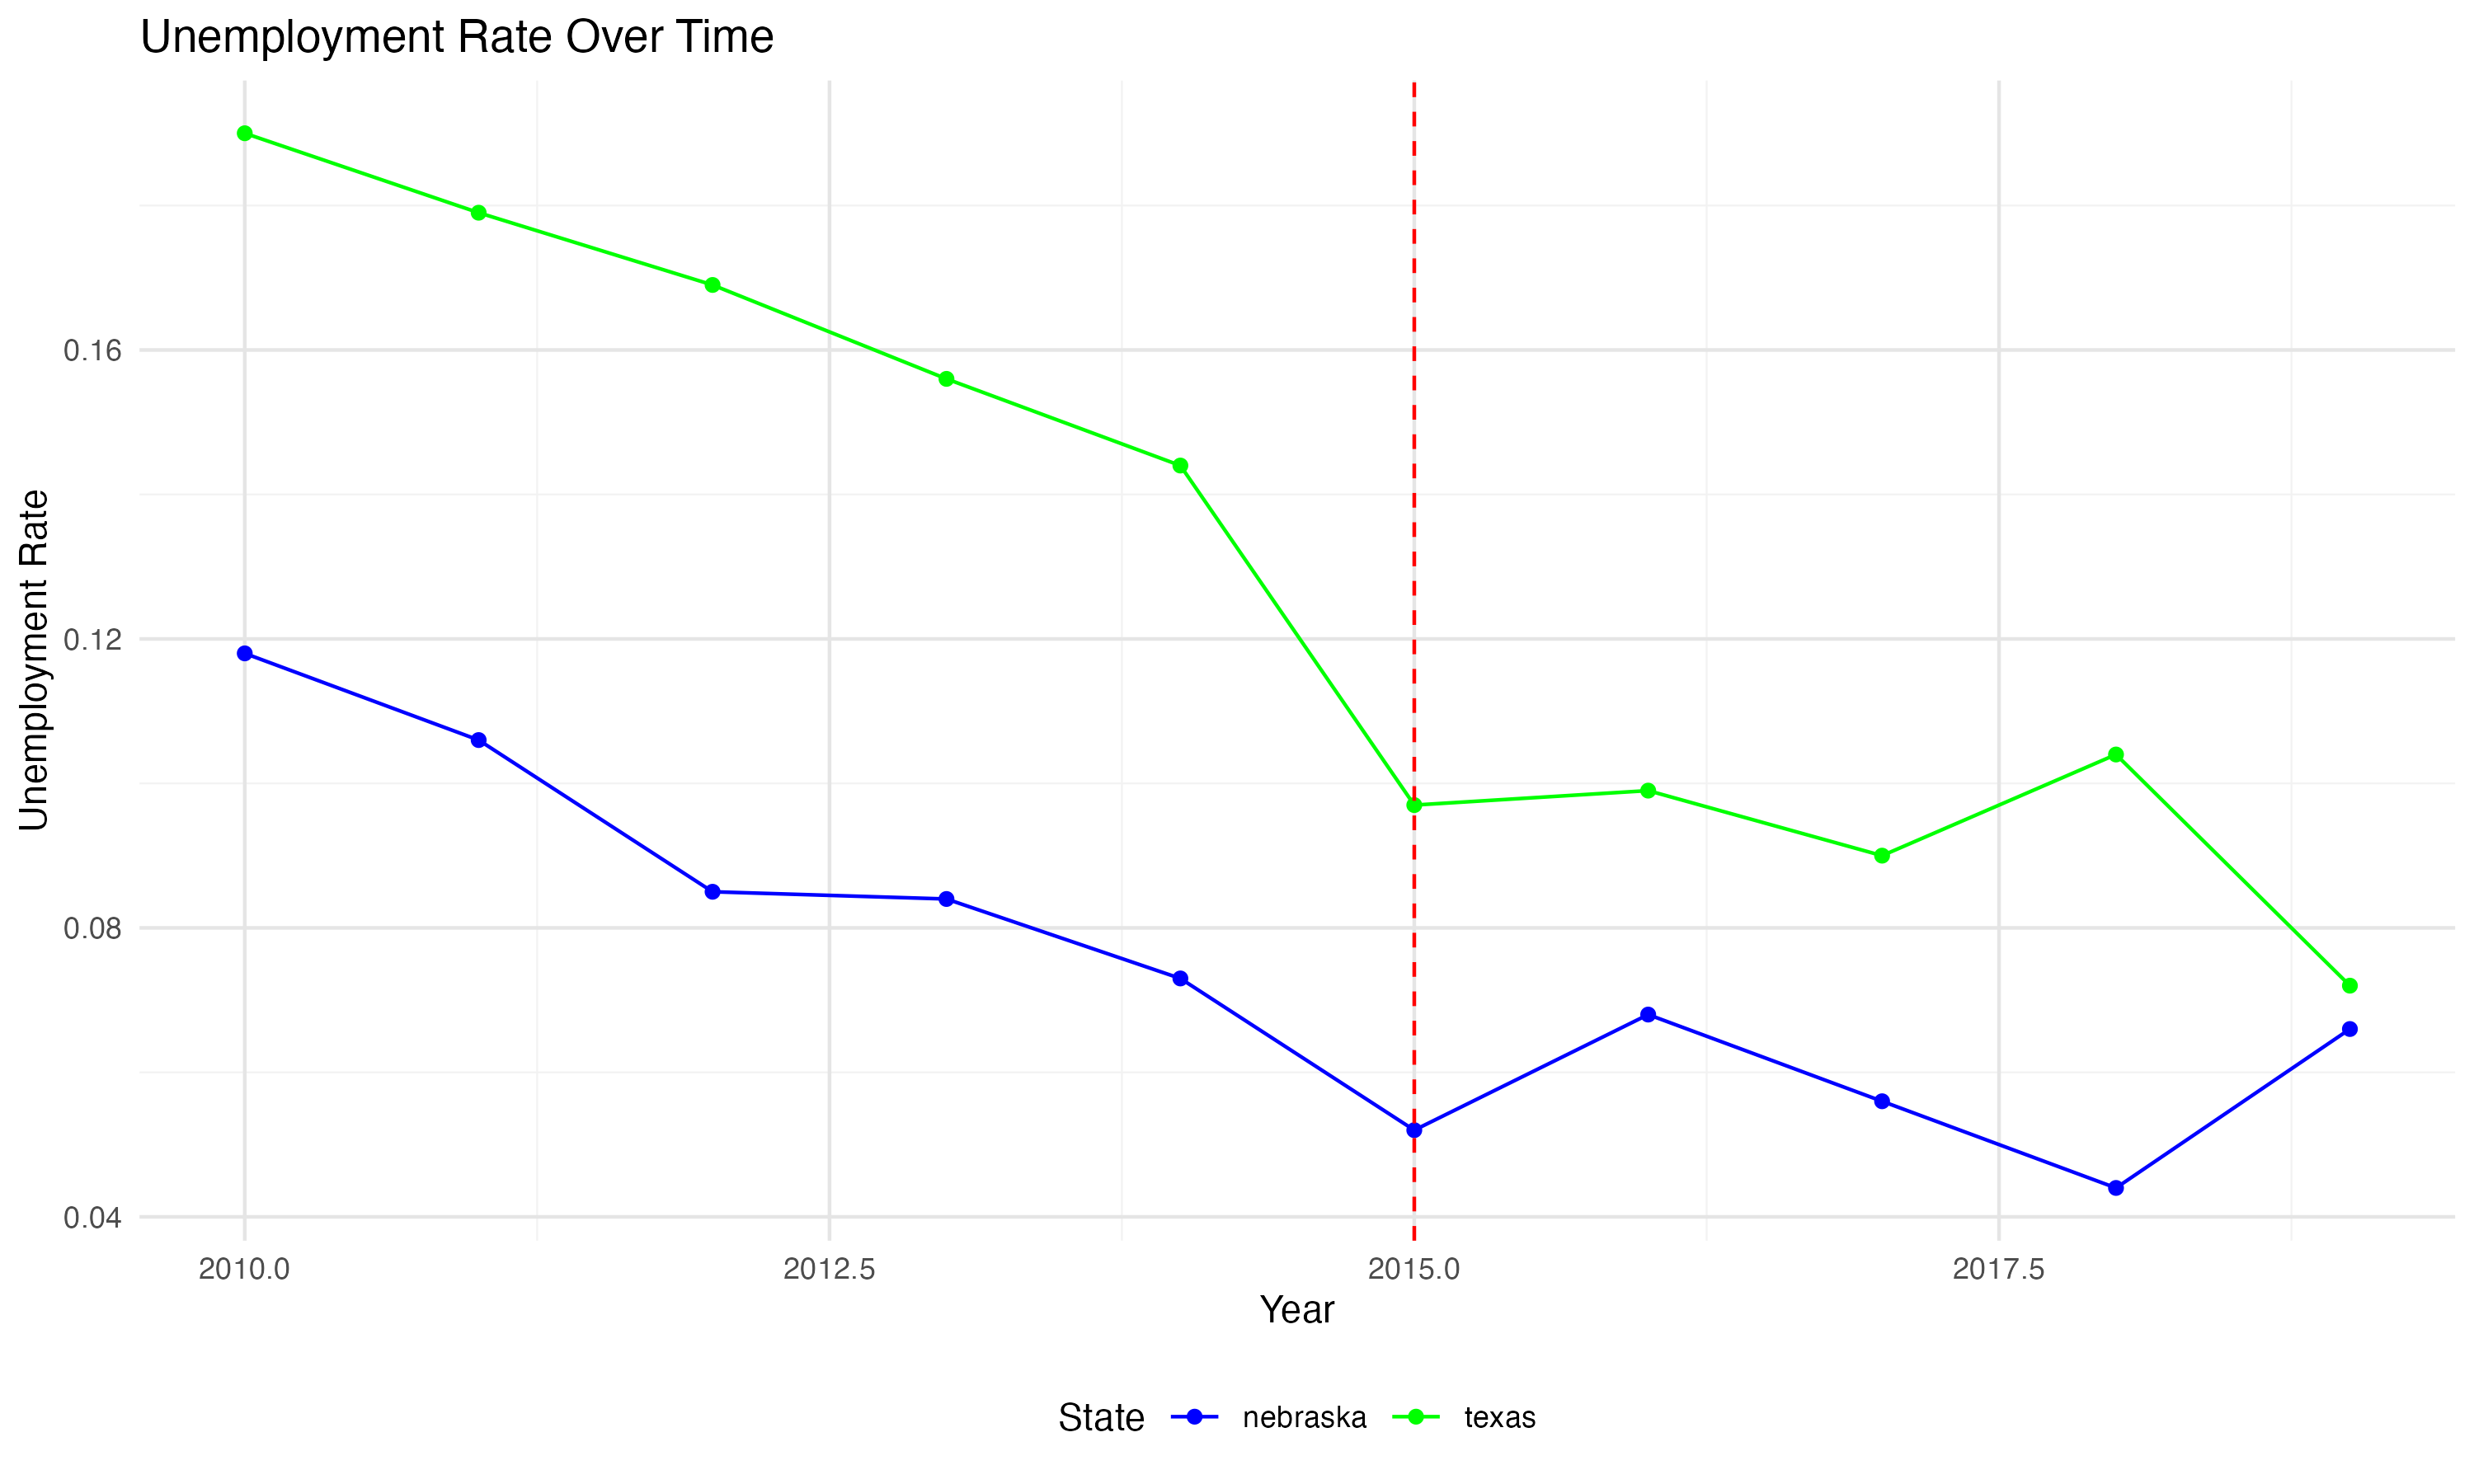 Unemployment Rate Over Time
Unemployment Rate
0.16
0.12
0.08
0.04
2010.0 2012.5 2015.0 2017.5
Year
State nebraska texas